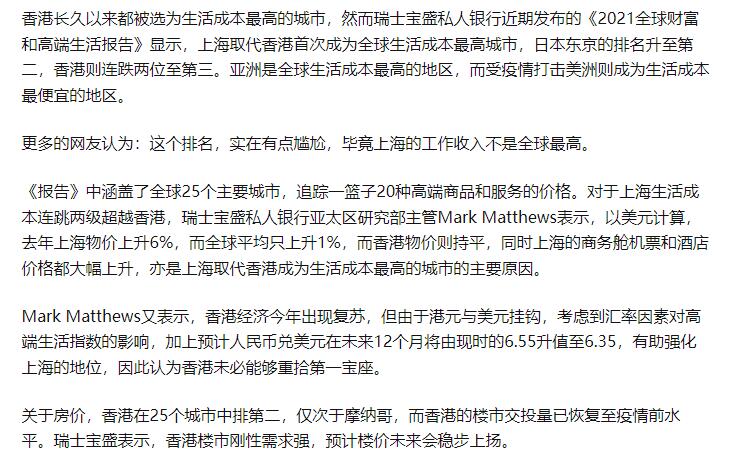 香港长久以来都被选为生活成本最高的城市，然而瑞士宝盛私人银行近期发布的《2021全球财富
和高端生活报告》显示，上海取代香港首次成为全球生活成本最高城市，日本东京的排名升至第
二，香港则连跌两位至第三。亚洲是全球生活成本最高的地区，而受疫情打击美洲则成为生活成本
最便宜的地区。
更多的网友认为：这个排名，实在有点尴尬，毕竟上海的工作收入不是全球最高。
《报告》中涵盖了全球25个主要城市，追踪一篮子20种高端商品和服务的价格。对于上海生活成
本连跳两级超越香港，瑞士宝盛私人银行亚太区研究部主管Mark Matthews表示，以美元计算，
去年上海物价上升6%，而全球平均只上升1%，而香港物价则持平，同时上海的商务舱机票和酒店
价格都大幅上升，亦是上海取代香港成为生活成本最高的城市的主要原因。
Mark Matthews又表示，香港经济今年出现复苏，但由于港元与美元挂钩，考虑到汇率因素对高
端生活指数的影响，加上预计人民币兑美元在未来12个月将由现时的6.55升值至6.35，有助强化
上海的地位，因此认为香港未必能够重拾第一宝座。
关于房价，香港在25个城市中排第二，仅次于摩纳哥，而香港的楼市交投量已恢复至疫情前水
平。瑞士宝盛表示，香港楼市刚性需求强，预计楼价未来会稳步上扬。